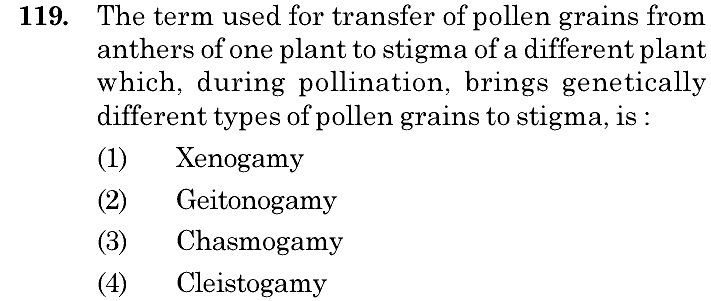 119. The term used for transfer of pollen grains from
anthers of one plant to stigma of a different plant
which, during pollination, brings genetically
different types of pollen grains to stigma, is :
(1) Xenogamy
(2) Geitonogamy
(3) Chasmogamy
(4) Cleistogamy